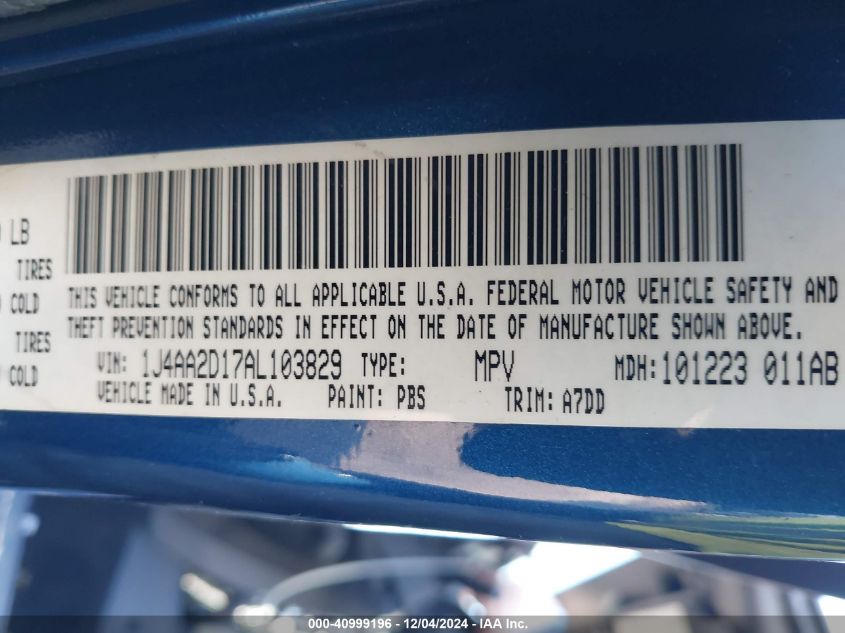 LB
TIRES
COLD
TIRES
COLD
THIS VEHICLE CONFORMS TO ALL APPLICABLE U.S.A. FEDERAL MOTOR VEHICLE SAFETY AND
THEFT PREVENTION STANDARDS IN EFFECT ON THE DATE OF MANUFACTURE SHOWN ABOVE.
VIN: 1J4AA2D17AL103829 TYPE: MPV MDH: 101223 011AB
VEHICLE MADE IN U.S.A. PAINT: PBS TRIM: A7DD
000-40999196 - 12/04/2024 - IAA Inc.